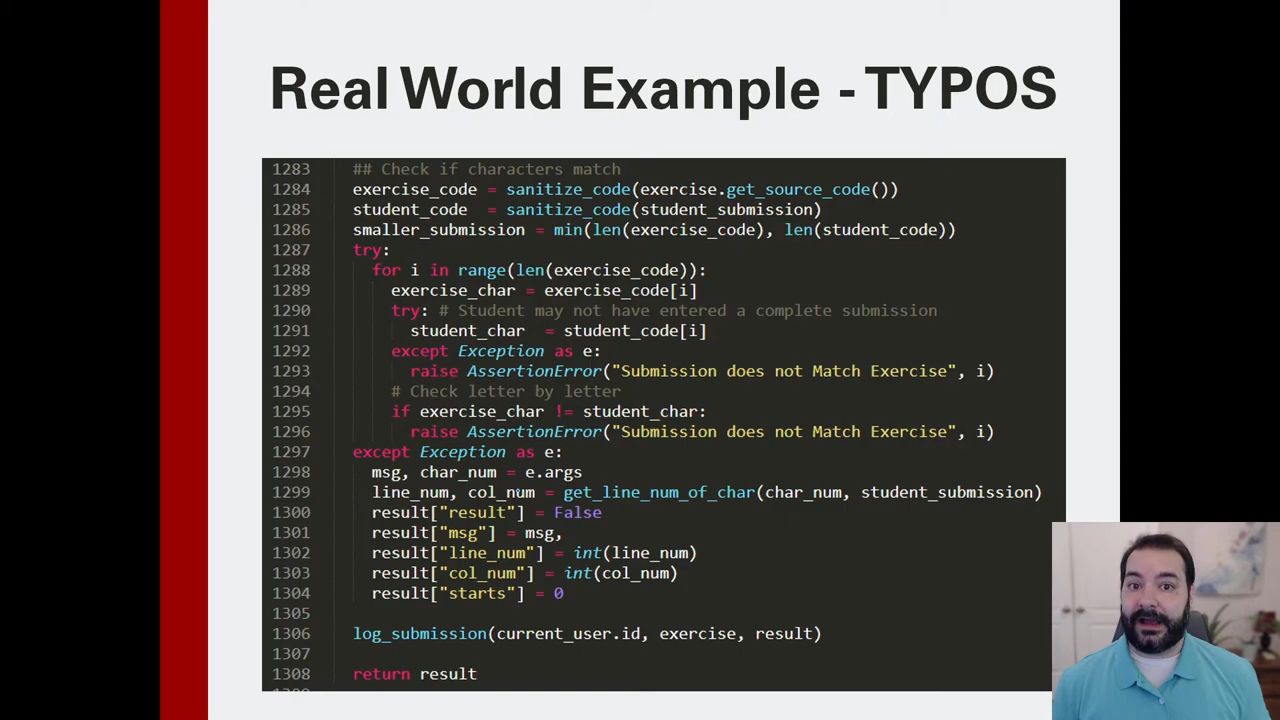 Real World Example - TYPOS
1283 ## Check if characters match
1284 exercise_code = sanitize_code(exercise.get_source_code())
1285 student_code  = sanitize_code(student_submission)
1286 smaller_submission = min(len(exercise_code), len(student_code))
1287 try:
1288 for i in range(len(exercise_code)):
1289 exercise_char = exercise_code[i]
1290 try: # Student may not have entered a complete submission
1291 student_char  = student_code[i]
1292 except Exception as e:
1293 raise AssertionError("Submission does not Match Exercise", i)
1294 # Check letter by letter
1295 if exercise_char != student_char:
1296 raise AssertionError("Submission does not Match Exercise", i)
1297 except Exception as e:
1298 msg, char_num = e.args
1299 line_num, col_num = get_line_num_of_char(char_num, student_submission)
1300 result["result"] = False
1301 result["msg"] = msg,
1302 result["line_num"] = int(line_num)
1303 result["col_num"] = int(col_num)
1304 result["starts"] = 0
1305
1306 log_submission(current_user.id, exercise, result)
1307
1308 return result